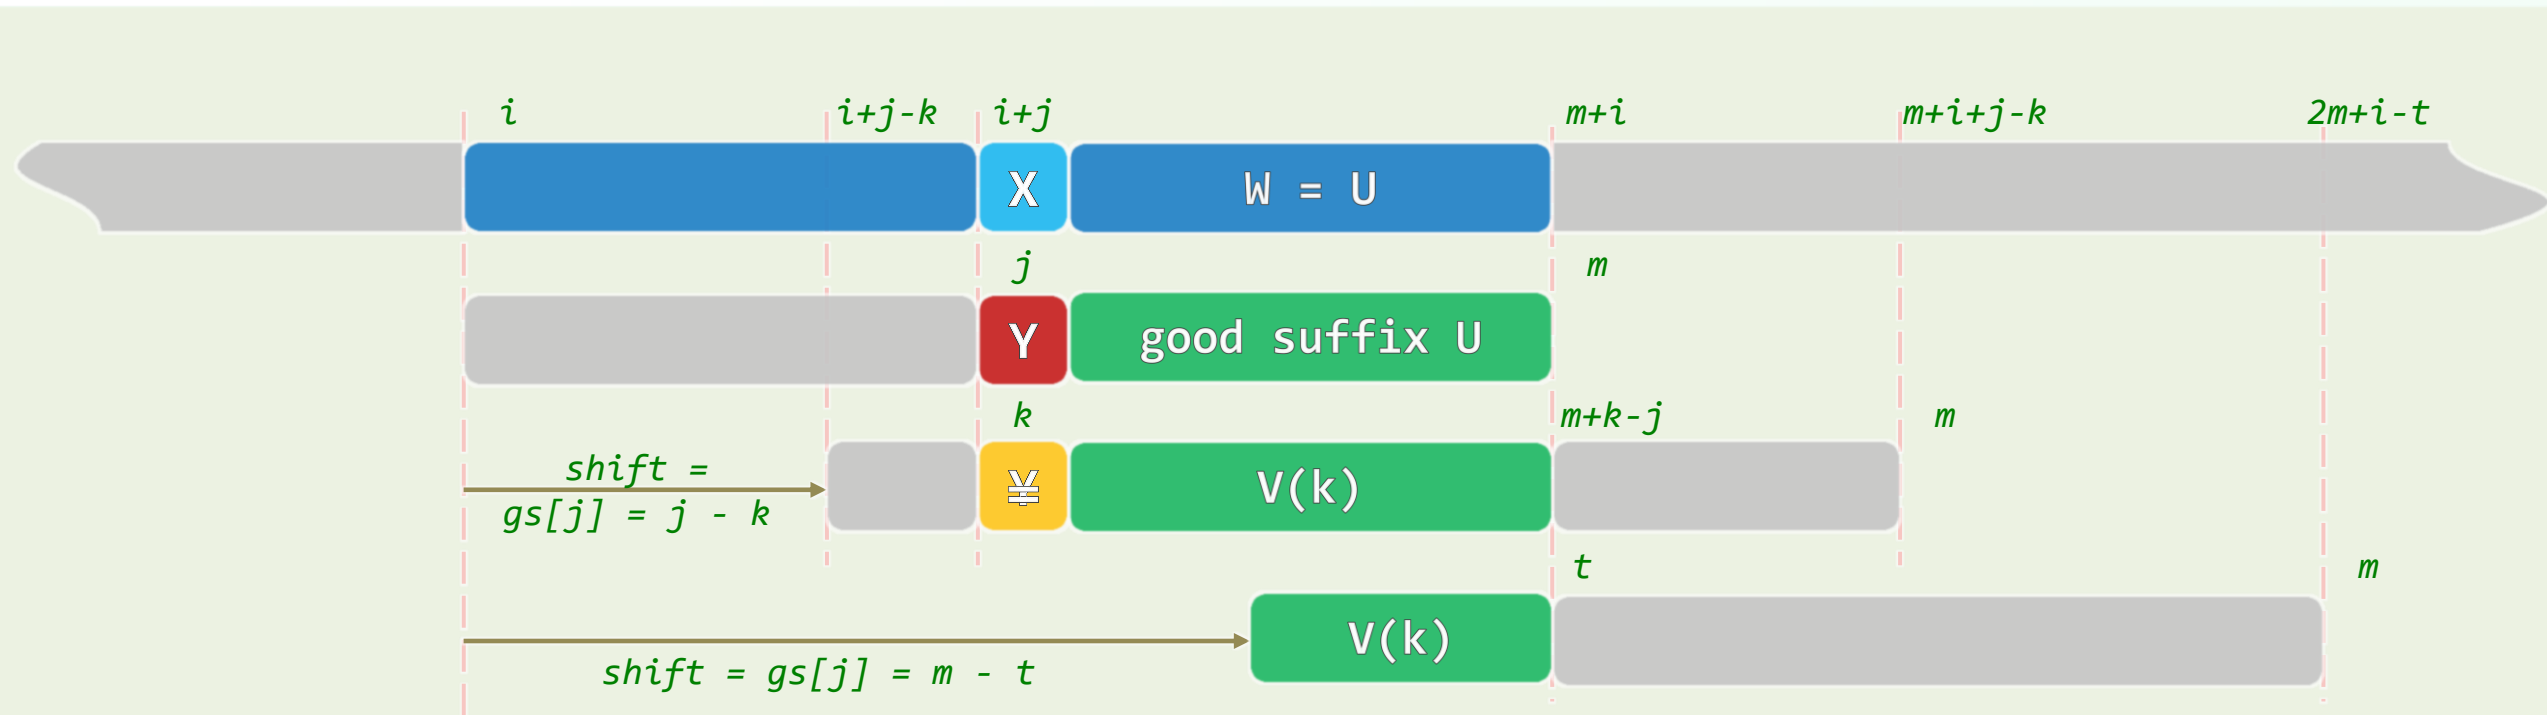 i i+j-k i+j m+i m+i+j-k 2m+i-t
X W = U
j m
Y good suffix U
k m+k-j m
shift =
gs[j] = j - k
¥ V(k)
t m
V(k)
shift = gs[j] = m - t